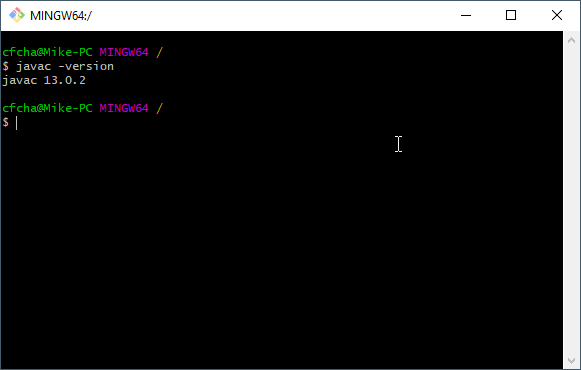 MINGW64:/
cfcha@Mike-PC MINGW64 /
$ javac -version
javac 13.0.2
cfcha@Mike-PC MINGW64 /
$